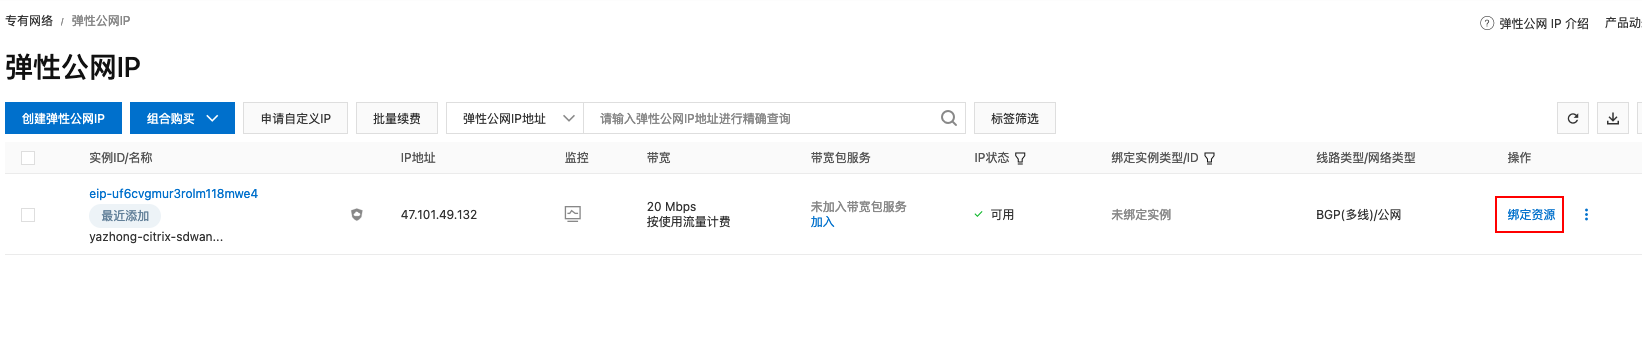 专有网络 / 弹性公网IP
? 弹性公网 IP 介绍 产品动
弹性公网IP
创建弹性公网IP 组合购买 申请自定义IP 批量续费 弹性公网IP地址 请输入弹性公网IP地址进行精确查询 标签筛选
实例ID/名称 IP地址 监控 带宽 带宽包服务 IP状态 绑定实例类型/ID 线路类型/网络类型 操作
eip-uf6cvgmur3rolm118mwe4
最近添加
yazhong-citrix-sdwan...
47.101.49.132
20 Mbps
按使用流量计费
未加入带宽包服务
加入
可用
未绑定实例
BGP(多线)/公网
绑定资源